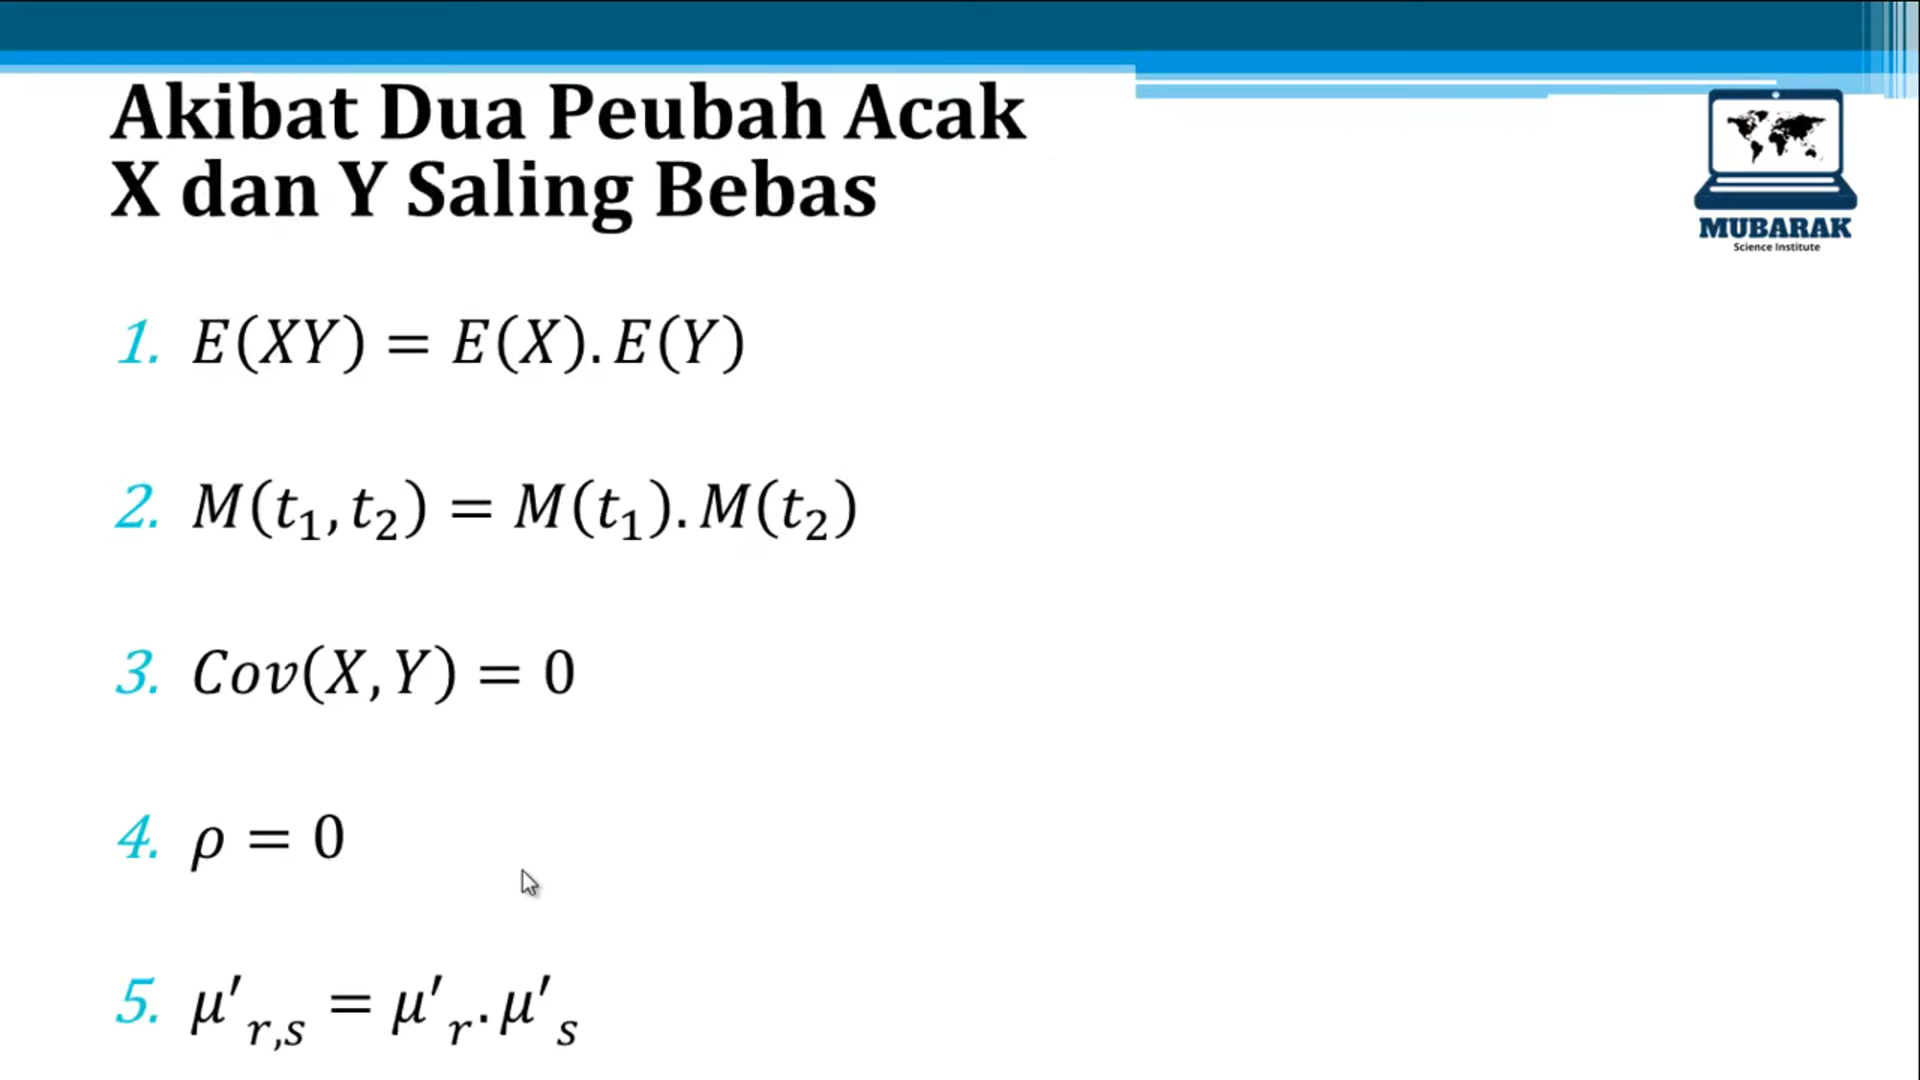 Akibat Dua Peubah Acak
X dan Y Saling Bebas
MUBARAK
Science Institute
1. E(XY) = E(X). E(Y)
2. M(t₁, t₂) = M(t₁). M(t₂)
3. Cov(X, Y) = 0
4. ρ = 0
5. μ′ᵣ,ₛ = μ′ᵣ. μ′ₛ